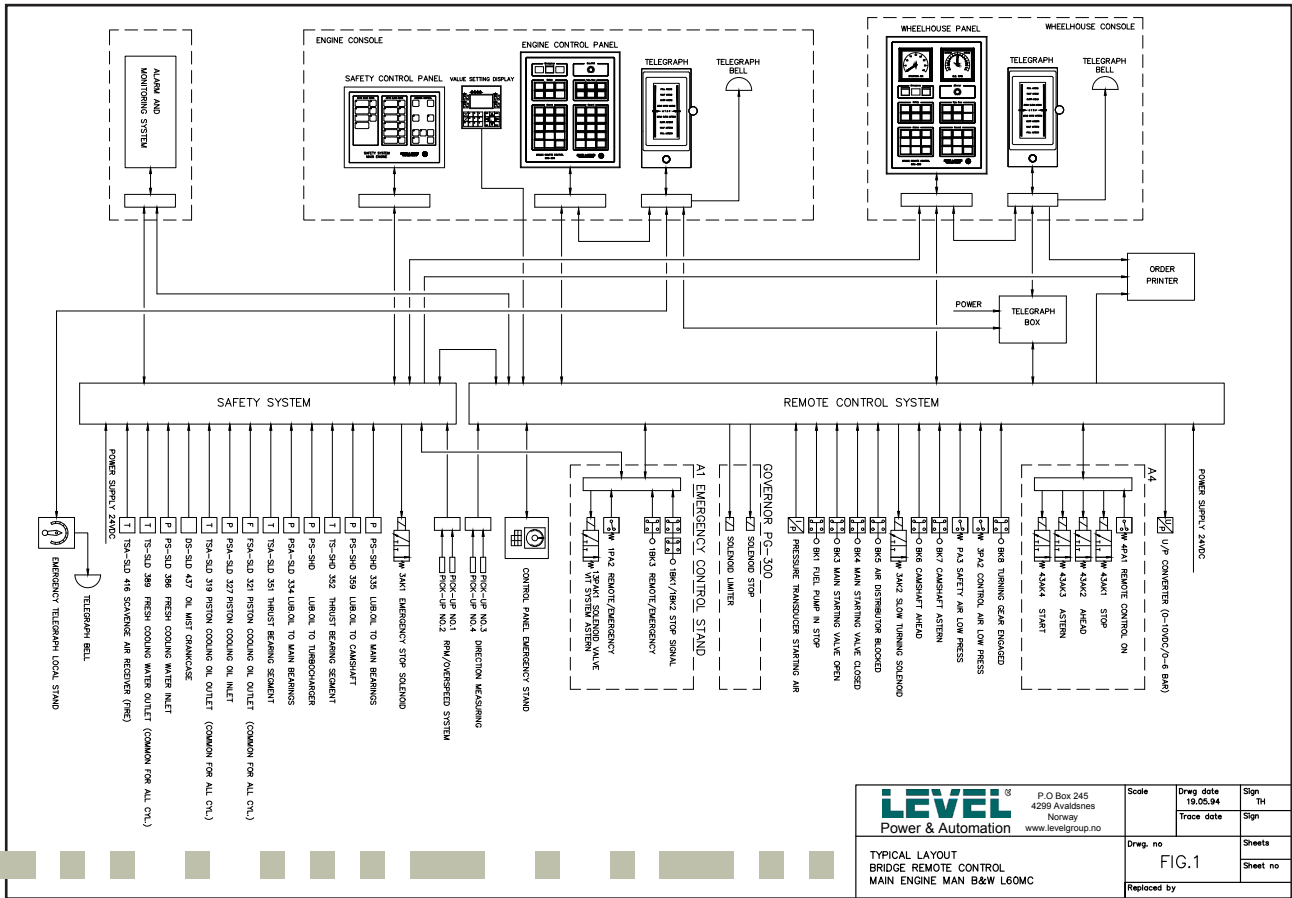 ENGINE CONSOLE
WHEELHOUSE CONSOLE
ALARM AND
MONITORING SYSTEM
SAFETY CONTROL PANEL
VALUE SETTING DISPLAY
ENGINE CONTROL PANEL
TELEGRAPH
TELEGRAPH
BELL
WHEELHOUSE PANEL
TELEGRAPH
TELEGRAPH
BELL
SAFETY SYSTEM
MAIN ENGINE
ORDER
PRINTER
POWER
TELEGRAPH
BOX
SAFETY SYSTEM
REMOTE CONTROL SYSTEM
EMERGENCY TELEGRAPH LOCAL STAND
TELEGRAPH BELL
POWER SUPPLY 24VDC
T TSA-SLD 416 SCAVENGE AIR RECEIVER (FIRE)
T TS-SLD 389 FRESH COOLING WATER OUTLET (COMMON FOR ALL CYL.)
P PS-SLD 386 FRESH COOLING WATER INLET
DS-SLD 437 OIL MIST CRANKCASE
T TSA-SLD 319 PISTON COOLING OIL OUTLET (COMMON FOR ALL CYL.)
P PSA-SLD 327 PISTON COOLING OIL INLET
F FSA-SLD 321 PISTON COOLING OIL OUTLET (COMMON FOR ALL CYL.)
T TSA-SLD 351 THRUST BEARING SEGMENT
P PSA-SLD 334 LUB.OIL TO MAIN BEARINGS
P PS-SHD LUB.OIL TO TURBOCHARGER
T TS-SHD 352 THRUST BEARING SEGMENT
P PS-SHD 359 LUB.OIL TO CAMSHAFT
P PS-SHD 335 LUB.OIL TO MAIN BEARINGS
3AK1 EMERGENCY STOP SOLENOID
PICK-UP NO.2
PICK-UP NO.1
RPM/OVERSPEED SYSTEM
PICK-UP NO.4
PICK-UP NO.3
DIRECTION MEASURING
CONTROL PANEL EMERGENCY STAND
A1 EMERGENCY CONTROL STAND
13PAK1 SOLENOID VALVE
VIT SYSTEM ASTERN
1PA2 REMOTE/EMERGENCY
1BK3 REMOTE/EMERGENCY
1BK1/1BK2 STOP SIGNAL
GOVERNOR PG-300
SOLENOID LIMITER
SOLENOID STOP
PRESSURE TRANSDUCER STARTING AIR
BK1 FUEL PUMP IN STOP
BK3 MAIN STARTING VALVE OPEN
BK4 MAIN STARTING VALVE CLOSED
BK5 AIR DISTRIBUTOR BLOCKED
3AK2 SLOW TURNING SOLENOID
BK6 CAMSHAFT AHEAD
BK7 CAMSHAFT ASTERN
PA3 SAFETY AIR LOW PRESS
3PA2 CONTROL AIR LOW PRESS
BK8 TURNING GEAR ENGAGED
A4
43AK4 START
43AK3 ASTERN
43AK2 AHEAD
43AK1 STOP
4PA1 REMOTE CONTROL ON
U/P CONVERTER (0-10VDC/0-6 BAR)
POWER SUPPLY 24VDC
LEVEL®
Power & Automation
P.O Box 245
4299 Avaldsnes
Norway
www.levelgroup.no
TYPICAL LAYOUT
BRIDGE REMOTE CONTROL
MAIN ENGINE MAN B&W L60MC
Scale
Drwg date
19.05.94
Sign
TH
Trace date
Sign
Drwg. no
FIG.1
Sheets
Sheet no
Replaced by